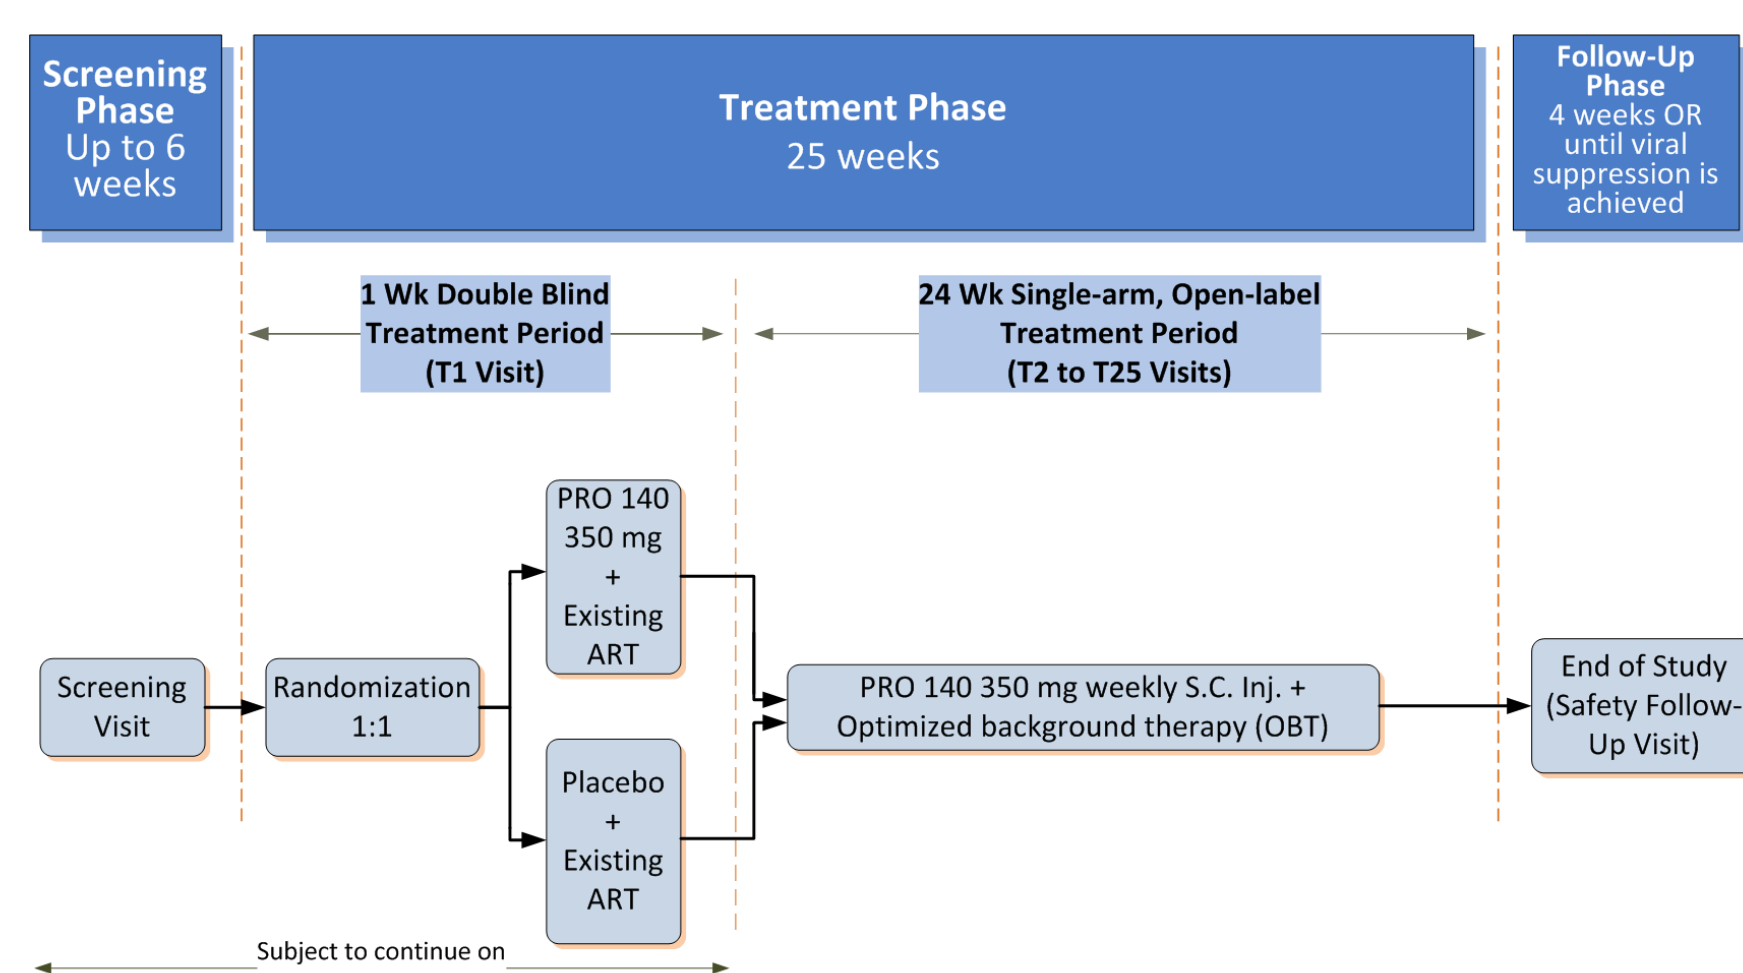 Screening
Phase
Up to 6
weeks
Treatment Phase
25 weeks
Follow-Up
Phase
4 weeks OR
until viral
suppression is
achieved
1 Wk Double Blind
Treatment Period
(T1 Visit)
24 Wk Single-arm, Open-label
Treatment Period
(T2 to T25 Visits)
Screening
Visit
Randomization
1:1
PRO 140
350 mg
+
Existing
ART
Placebo
+
Existing
ART
PRO 140 350 mg weekly S.C. Inj. +
Optimized background therapy (OBT)
End of Study
(Safety Follow-
Up Visit)
Subject to continue on